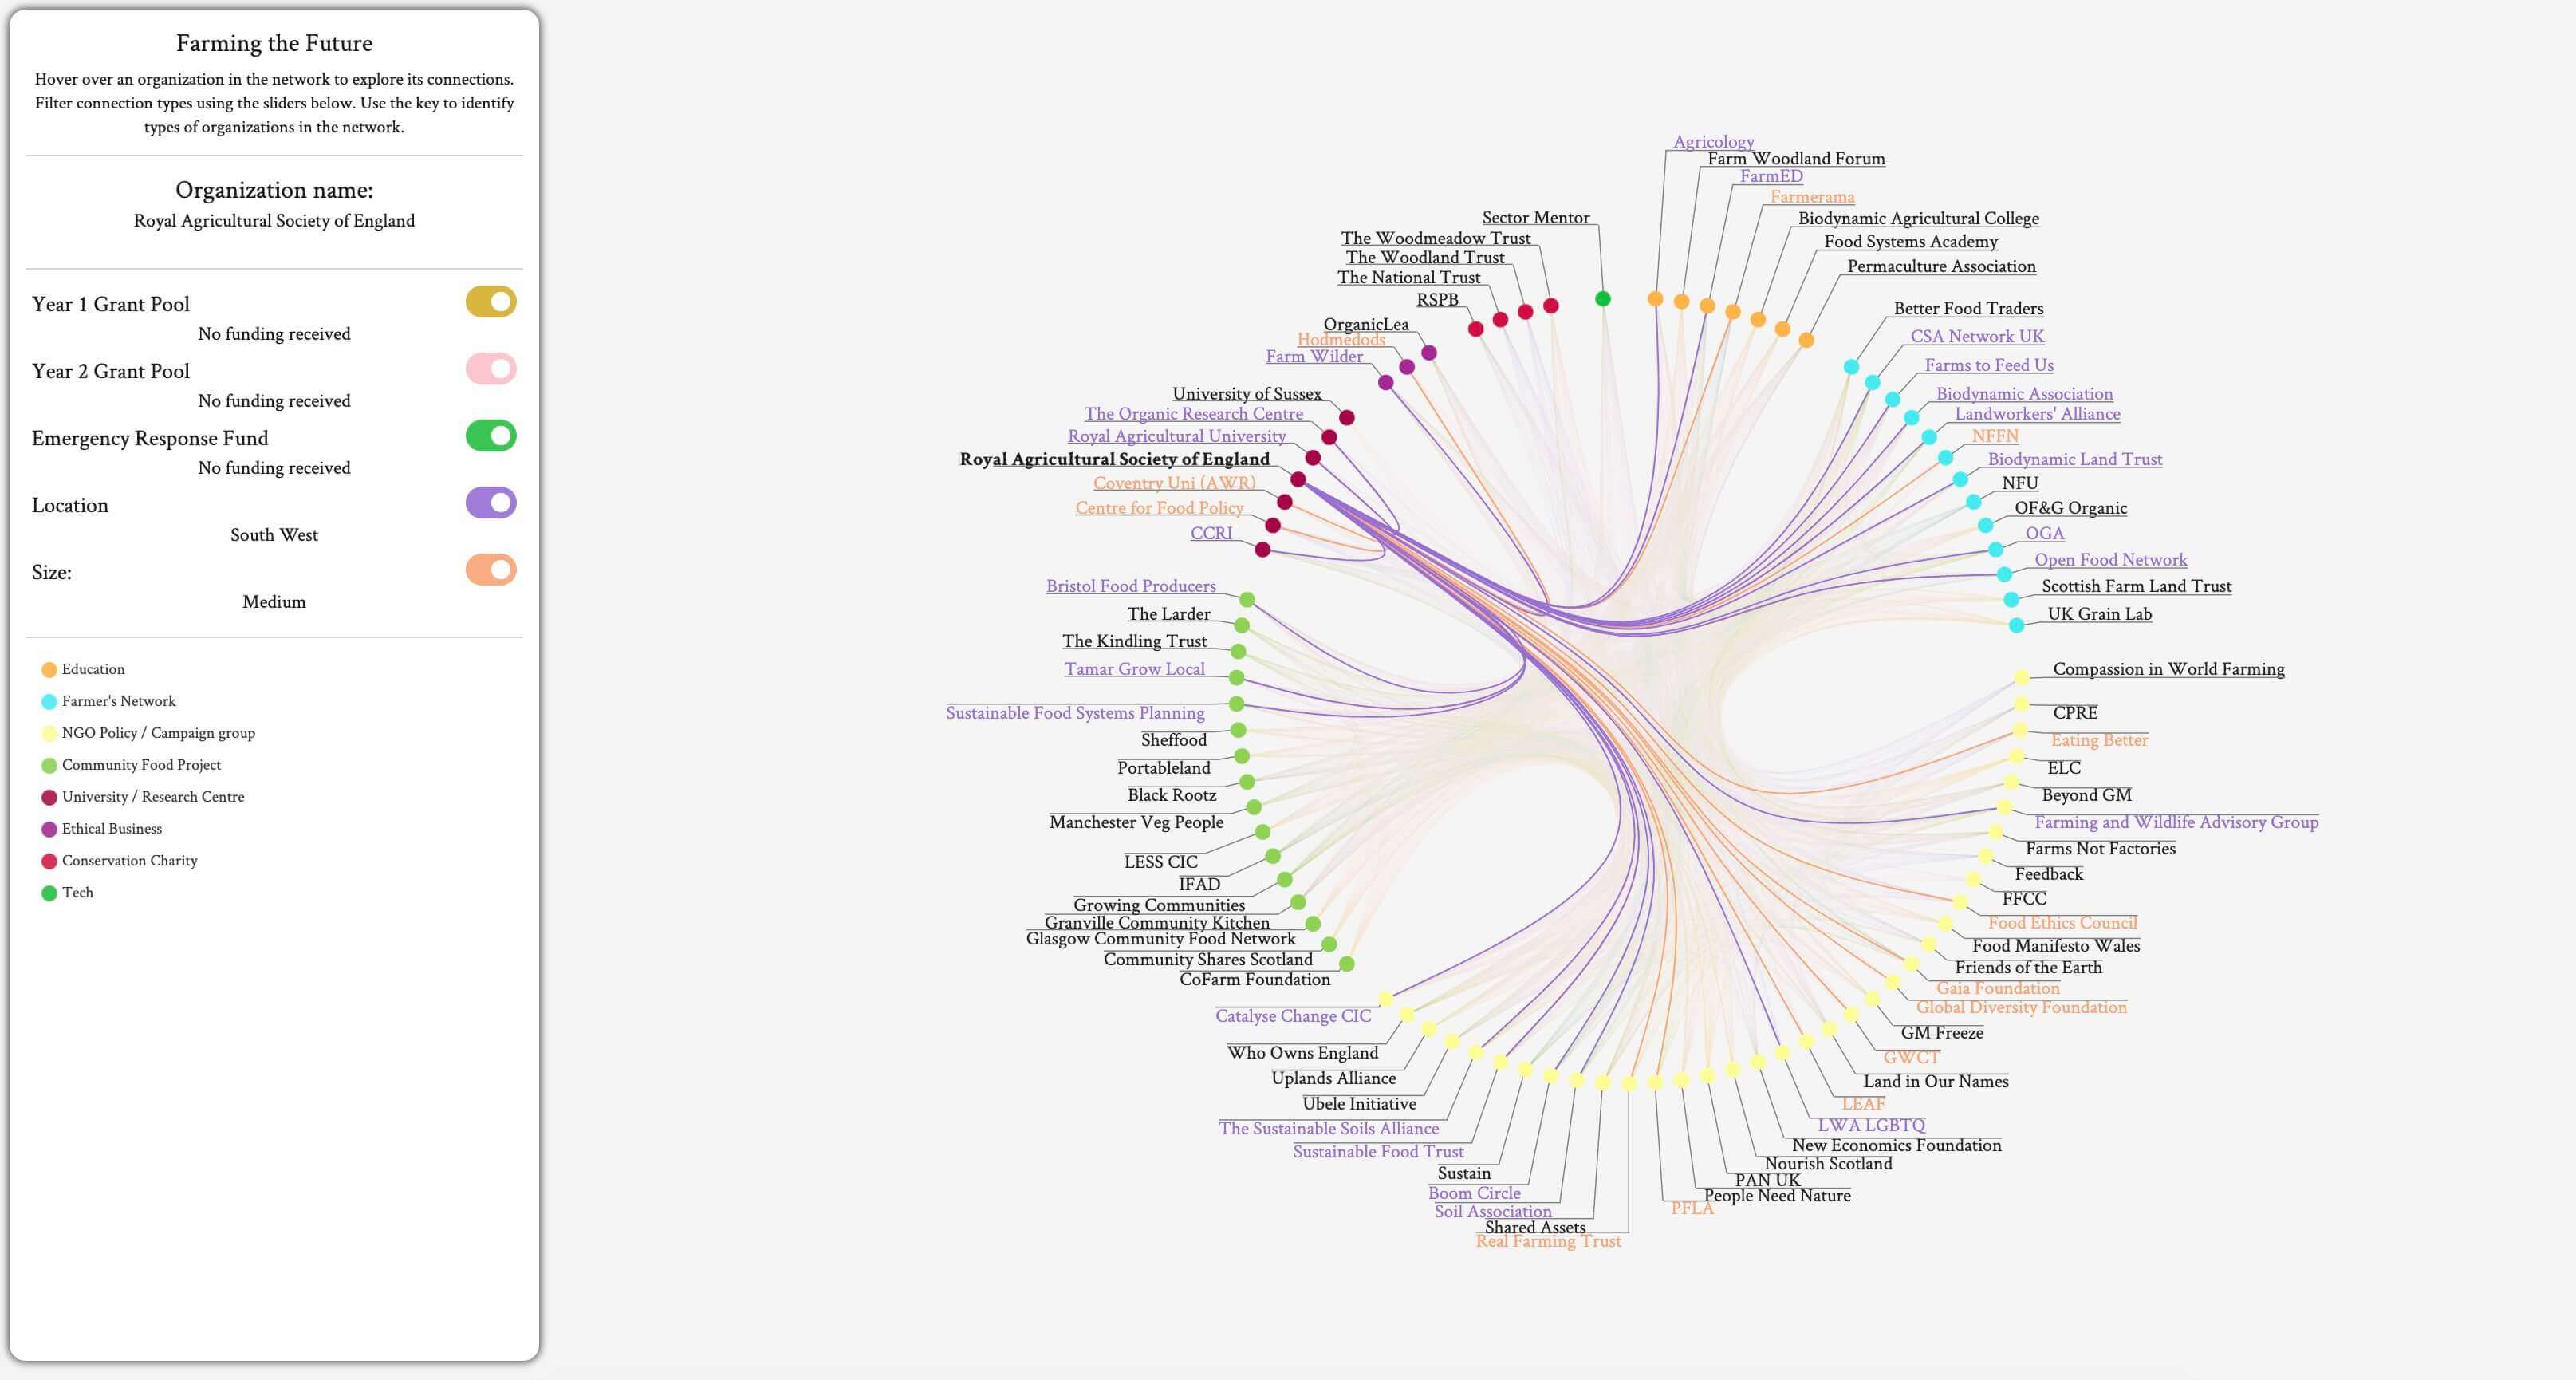 Farming the Future
Hover over an organization in the network to explore its connections.
Filter connection types using the sliders below. Use the key to identify
types of organizations in the network.
Organization name:
Royal Agricultural Society of England
Year 1 Grant Pool
No funding received
Year 2 Grant Pool
No funding received
Emergency Response Fund
No funding received
Location
South West
Size:
Medium
Education
Farmer's Network
NGO Policy / Campaign group
Community Food Project
University / Research Centre
Ethical Business
Conservation Charity
Tech
Agricology
Farm Woodland Forum
FarmED
Farmerama
Biodynamic Agricultural College
Food Systems Academy
Permaculture Association
Better Food Traders
CSA Network UK
Farms to Feed Us
Biodynamic Association
Landworkers' Alliance
NFFN
Biodynamic Land Trust
NFU
OF&G Organic
OGA
Open Food Network
Scottish Farm Land Trust
UK Grain Lab
Compassion in World Farming
CPRE
Eating Better
ELC
Beyond GM
Farming and Wildlife Advisory Group
Farms Not Factories
Feedback
FFCC
Food Ethics Council
Food Manifesto Wales
Friends of the Earth
Gaia Foundation
Global Diversity Foundation
GM Freeze
GWCT
Land in Our Names
LEAF
LWA LGBTQ
New Economics Foundation
Nourish Scotland
PAN UK
People Need Nature
PFLA
Real Farming Trust
Shared Assets
Soil Association
Boom Circle
Sustain
Sustainable Food Trust
The Sustainable Soils Alliance
Ubele Initiative
Uplands Alliance
Who Owns England
Catalyse Change CIC
CoFarm Foundation
Community Shares Scotland
Glasgow Community Food Network
Granville Community Kitchen
Growing Communities
IFAD
LESS CIC
Manchester Veg People
Black Rootz
Portableland
Sheffood
Sustainable Food Systems Planning
Tamar Grow Local
The Kindling Trust
The Larder
Bristol Food Producers
CCRI
Centre for Food Policy
Coventry Uni (AWR)
Royal Agricultural Society of England
Royal Agricultural University
The Organic Research Centre
University of Sussex
Farm Wilder
Hodmedods
OrganicLea
RSPB
The National Trust
The Woodland Trust
The Woodmeadow Trust
Sector Mentor